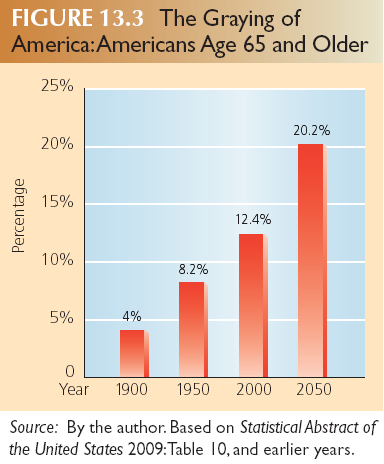 FIGURE 13.3 The Graying of
America: Americans Age 65 and Older
25%
20%
15%
10%
5%
0
Percentage
4%
8.2%
12.4%
20.2%
Year 1900 1950 2000 2050
Source: By the author. Based on Statistical Abstract of
the United States 2009: Table 10, and earlier years.